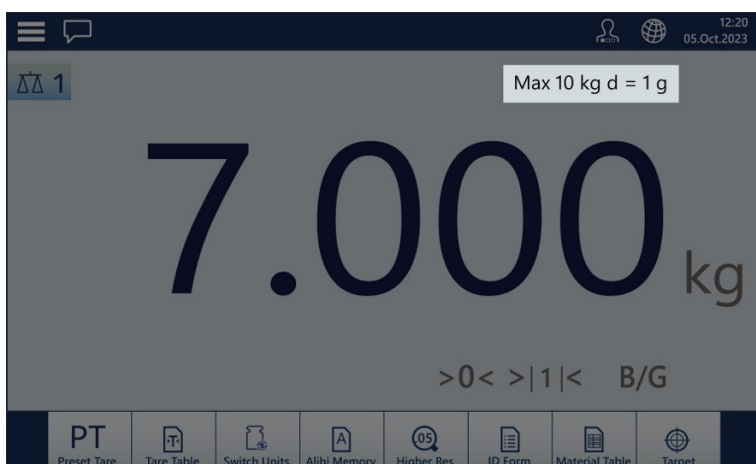 12:20
05.Oct.2023
1
Max 10 kg d = 1 g
7.000 kg
>0< >|1|< B/G
PT
Preset Tare
Tare Table
Switch Units
Alibi Memory
Higher Res.
ID Form
Material Table
Target